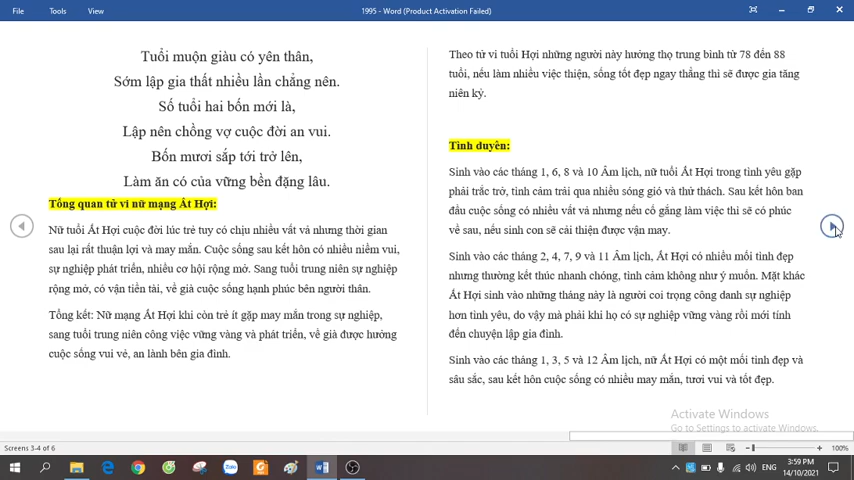 File
Tools
View
1995 - Word (Product Activation Failed)
Tuổi muộn giàu có yên thân,
Sớm lập gia thất nhiều lần chẳng nên.
Số tuổi hai bốn mới là,
Lập nên chồng vợ cuộc đời an vui.
Bốn mươi sắp tới trở lên,
Làm ăn có của vững bền đặng lâu.
Tổng quan tử vi nữ mạng Ất Hợi:
Nữ tuổi Ất Hợi cuộc đời lúc trẻ tuy có chịu nhiều vất vả nhưng thời gian
sau lại rất thuận lợi và may mắn. Cuộc sống sau kết hôn có nhiều niềm vui,
sự nghiệp phát triển, nhiều cơ hội rộng mở. Sang tuổi trung niên sự nghiệp
rộng mở, có vận tiền tài, về già cuộc sống hạnh phúc bên người thân.
Tổng kết: Nữ mạng Ất Hợi khi còn trẻ ít gặp may mắn trong sự nghiệp,
sang tuổi trung niên công việc vững vàng và phát triển, về già được hưởng
cuộc sống vui vẻ, an lành bên gia đình.
Theo tử vi tuổi Hợi những người này hưởng thọ trung bình từ 78 đến 88
tuổi, nếu làm nhiều việc thiện, sống tốt đẹp ngay thẳng thì sẽ được gia tăng
niên kỷ.
Tình duyên:
Sinh vào các tháng 1, 6, 8 và 10 Âm lịch, nữ tuổi Ất Hợi trong tình yêu gặp
phải trắc trở, tình cảm trải qua nhiều sóng gió và thử thách. Sau kết hôn ban
đầu cuộc sống có nhiều vất vả nhưng nếu cố gắng làm việc thì sẽ có phúc
về sau, nếu sinh con sẽ cải thiện được vận may.
Sinh vào các tháng 2, 4, 7, 9 và 11 Âm lịch, Ất Hợi có nhiều mối tình đẹp
nhưng thường kết thúc nhanh chóng, tình cảm không như ý muốn. Mặt khác
Ất Hợi sinh vào những tháng này là người coi trọng công danh sự nghiệp
hơn tình yêu, do vậy mà phải khi họ có sự nghiệp vững vàng rồi mới tính
đến chuyện lập gia đình.
Sinh vào các tháng 1, 3, 5 và 12 Âm lịch, nữ Ất Hợi có một mối tình đẹp và
sâu sắc, sau kết hôn cuộc sống có nhiều may mắn, tươi vui và tốt đẹp.
Activate Windows
Go to Settings to activate Windows.
Screens 3-4 of 6
100%
Zalo
ENG
3:59 PM
14/10/2021